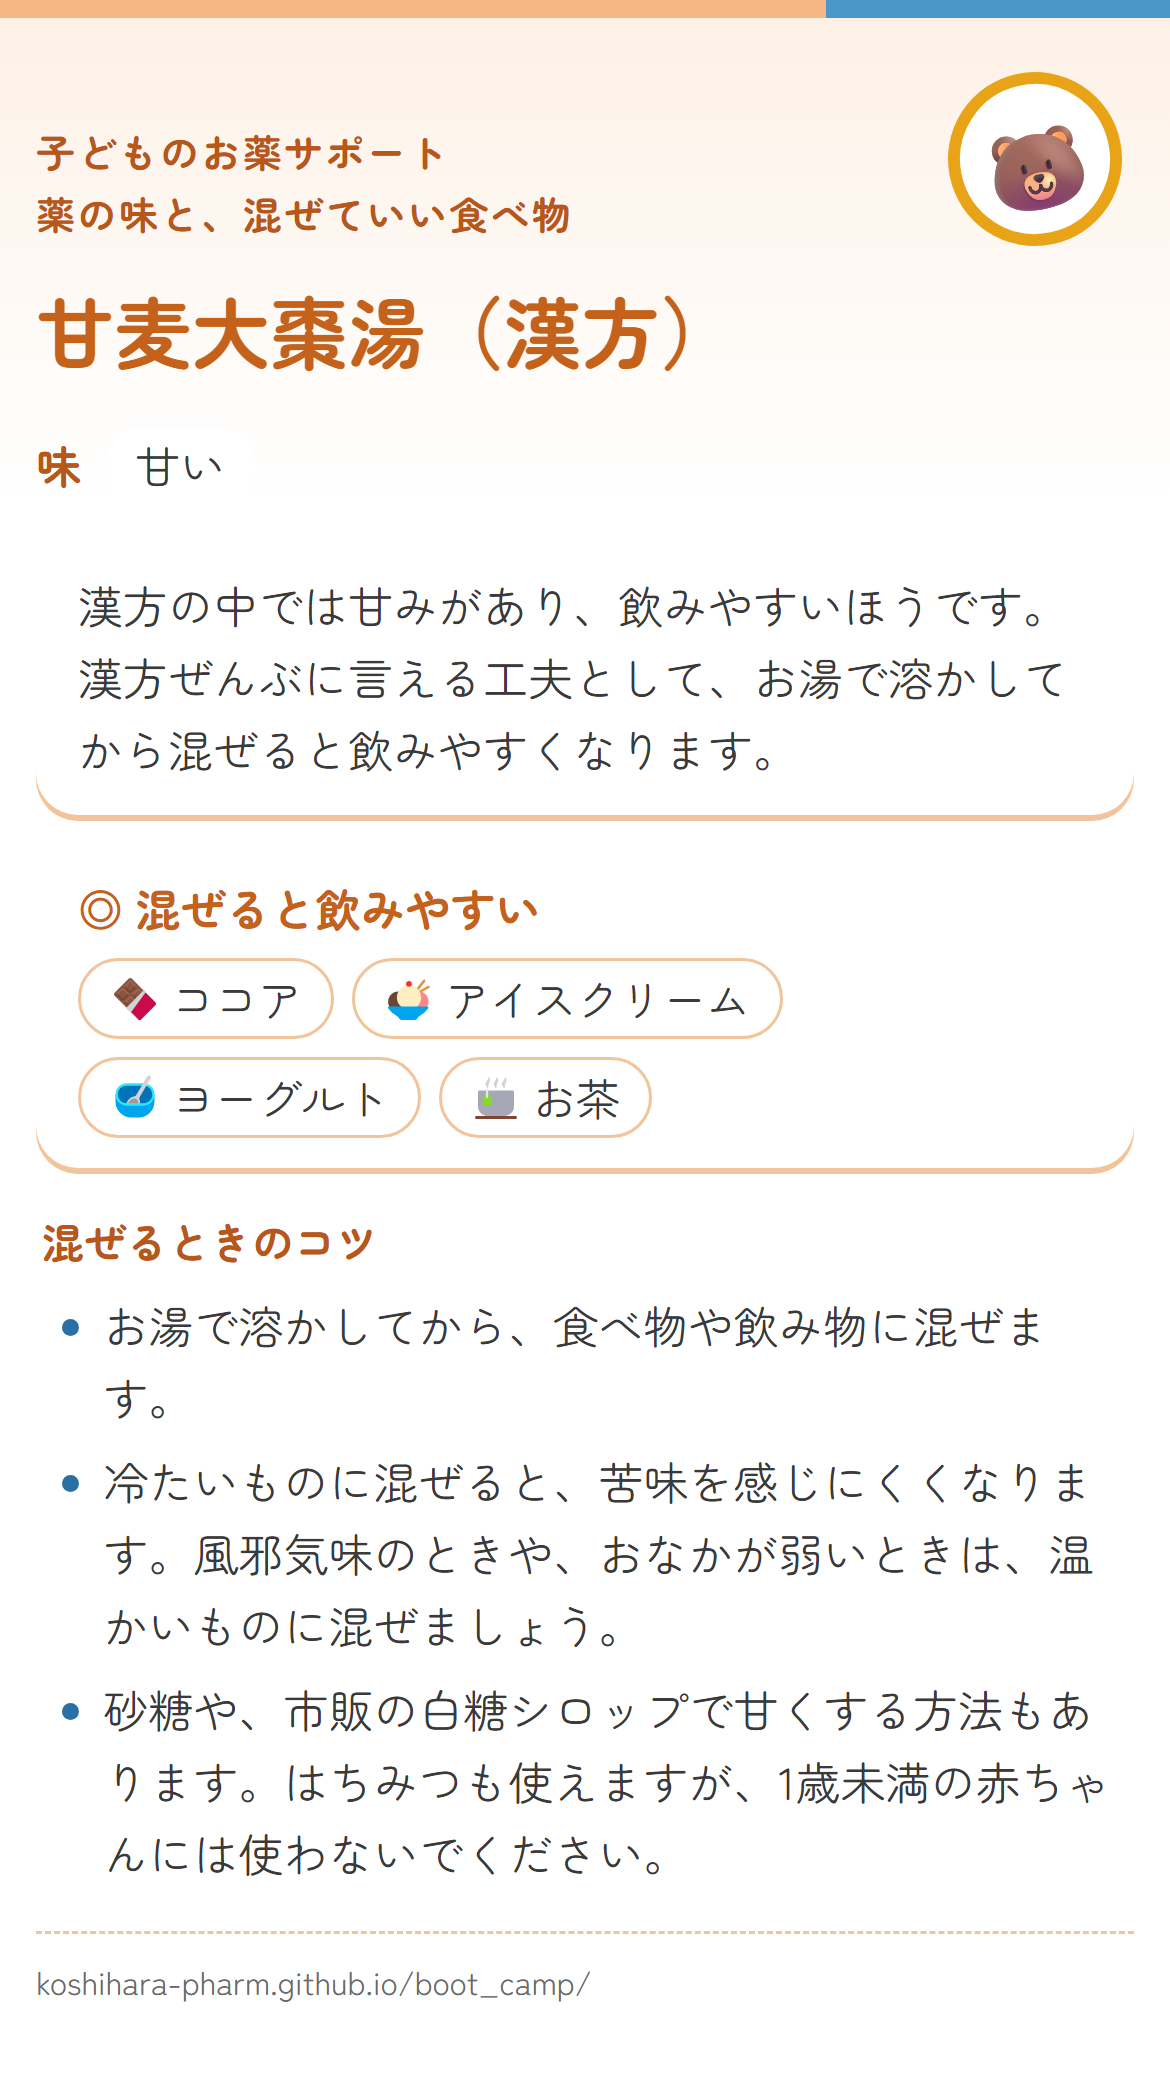 子どものお薬サポート
薬の味と、混ぜていい食べ物
甘麦大棗湯（漢方）
味 甘い
漢方の中では甘みがあり、飲みやすいほうです。
漢方ぜんぶに言える工夫として、お湯で溶かして
から混ぜると飲みやすくなります。
◎ 混ぜると飲みやすい
ココア アイスクリーム
ヨーグルト お茶
混ぜるときのコツ
お湯で溶かしてから、食べ物や飲み物に混ぜま
す。
冷たいものに混ぜると、苦味を感じにくくなりま
す。風邪気味のときや、おなかが弱いときは、温
かいものに混ぜましょう。
砂糖や、市販の白糖シロップで甘くする方法もあ
ります。はちみつも使えますが、1歳未満の赤ちゃ
んには使わないでください。
koshihara-pharm.github.io/boot_camp/